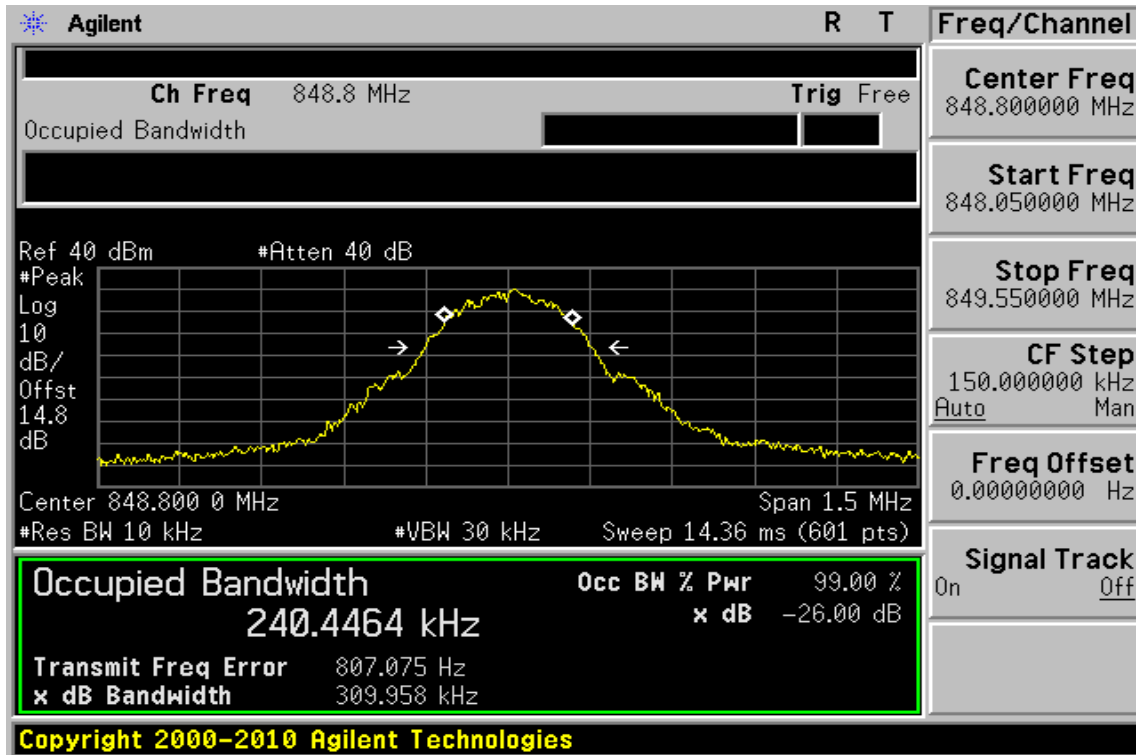 Agilent R T
Ch Freq 848.8 MHz Trig Free
Occupied Bandwidth
Ref 40 dBm #Atten 40 dB
#Peak
Log
10
dB/
Offst
14.8
dB
Center 848.800 0 MHz Span 1.5 MHz
#Res BW 10 kHz #VBW 30 kHz Sweep 14.36 ms (601 pts)
Occupied Bandwidth
240.4464 kHz
Occ BW % Pwr 99.00 %
x dB -26.00 dB
Transmit Freq Error 807.075 Hz
x dB Bandwidth 309.958 kHz
Freq/Channel
Center Freq
848.800000 MHz
Start Freq
848.050000 MHz
Stop Freq
849.550000 MHz
CF Step
150.000000 kHz
Auto Man
Freq Offset
0.00000000 Hz
Signal Track
On Off
Copyright 2000-2010 Agilent Technologies